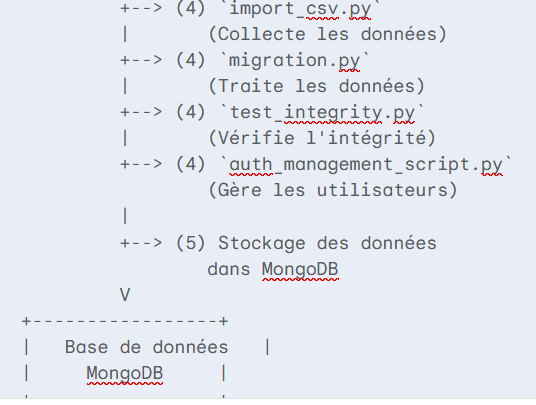 +--> (4) `import_csv.py`
|       (Collecte les données)
+--> (4) `migration.py`
|       (Traite les données)
+--> (4) `test_integrity.py`
|       (Vérifie l'intégrité)
+--> (4) `auth_management_script.py`
        (Gère les utilisateurs)
|
+--> (5) Stockage des données
        dans MongoDB
V
+-----------------+
|   Base de données   |
|     MongoDB     |